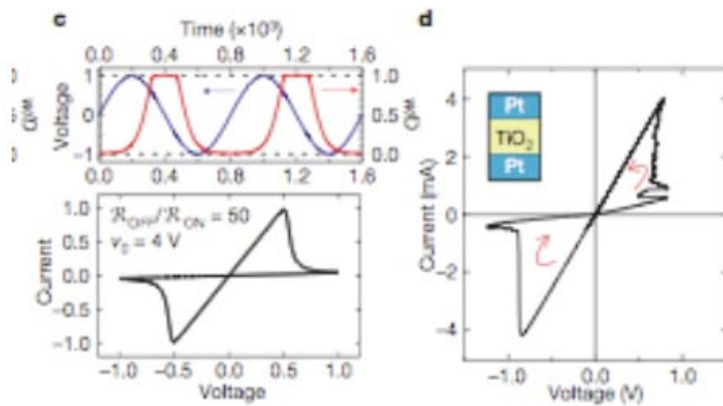 c
Time (×10³)
0.0 0.4 0.8 1.2 1.6
1 1.0
Voltage 0 0.5 w/D
−1 0.0
0.0 0.4 0.8 1.2 1.6
1.0
ℛOFF/ℛON = 50
0.5
v₀ = 4 V
Current 0.0
−0.5
−1.0
−1.0 −0.5 0.0 0.5 1.0
Voltage
d
Pt
TiO₂
Pt
4
2
Current (mA) 0
−2
−4
−1.0 0.0 1.0
Voltage (V)